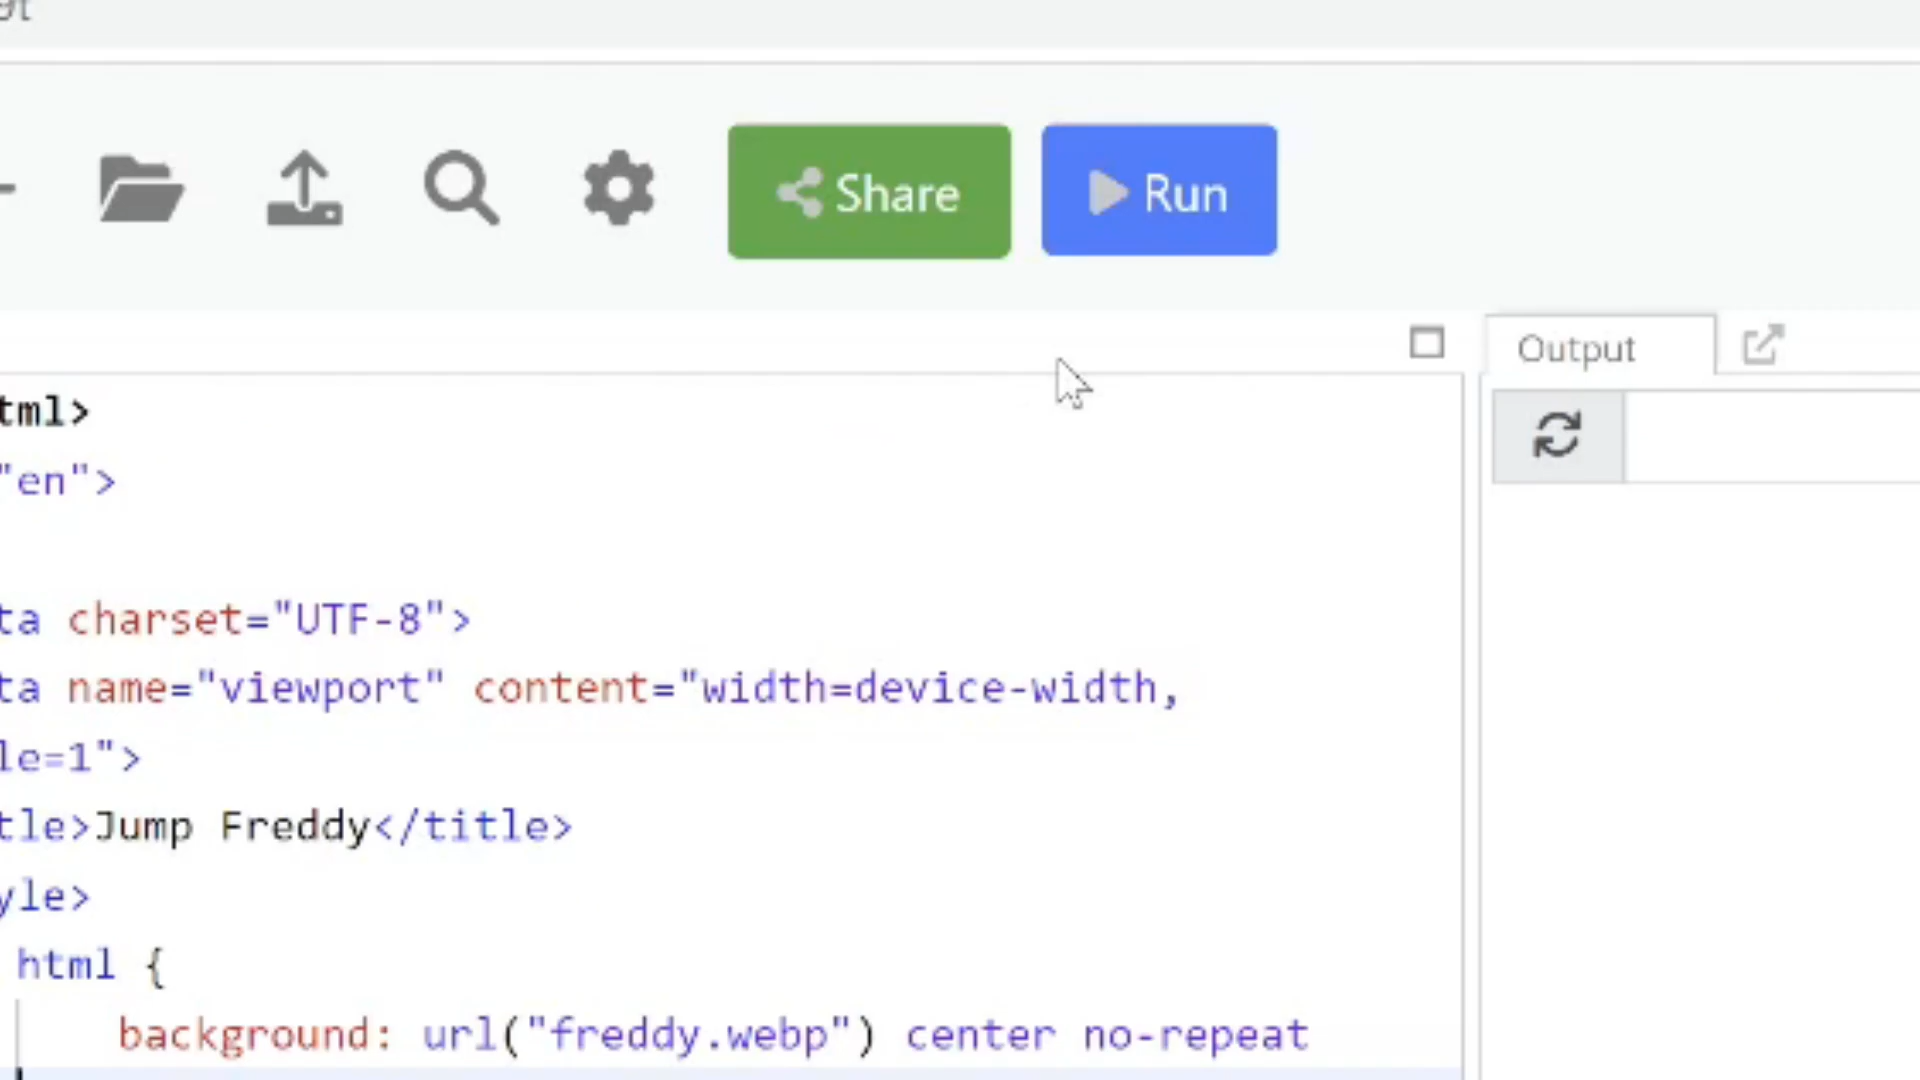 Share Run
Output
tml>
"en">
ta charset="UTF-8">
ta name="viewport" content="width=device-width,
le=1">
tle>Jump Freddy</title>
yle>
html {
background: url("freddy.webp") center no-repeat